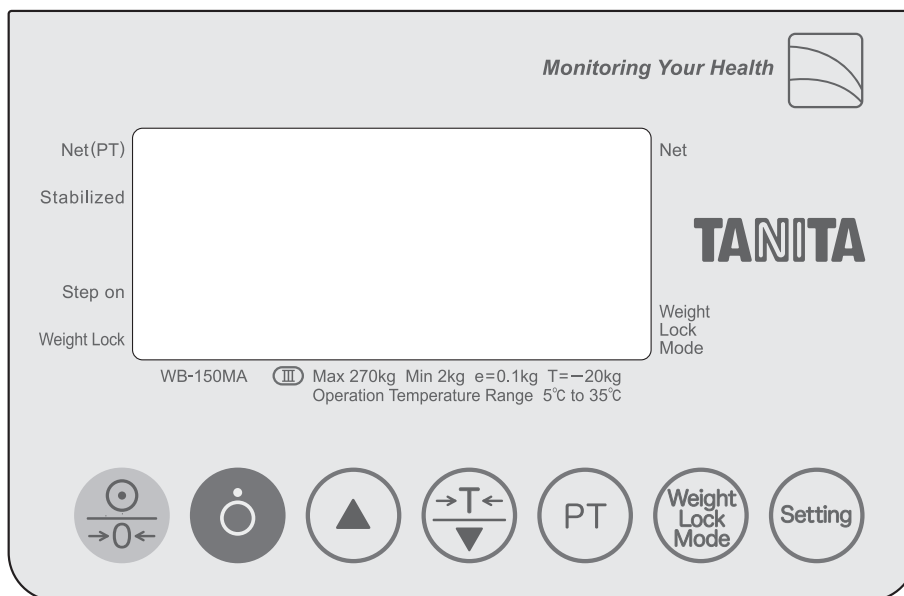 Monitoring Your Health
Net(PT)
Net
Stabilized
TANITA
Step on
Weight
Lock
Mode
Weight Lock
WB-150MA III Max 270kg Min 2kg e=0.1kg T=−20kg
Operation Temperature Range 5℃ to 35℃
→0←
→T←
PT
Weight
Lock
Mode
Setting